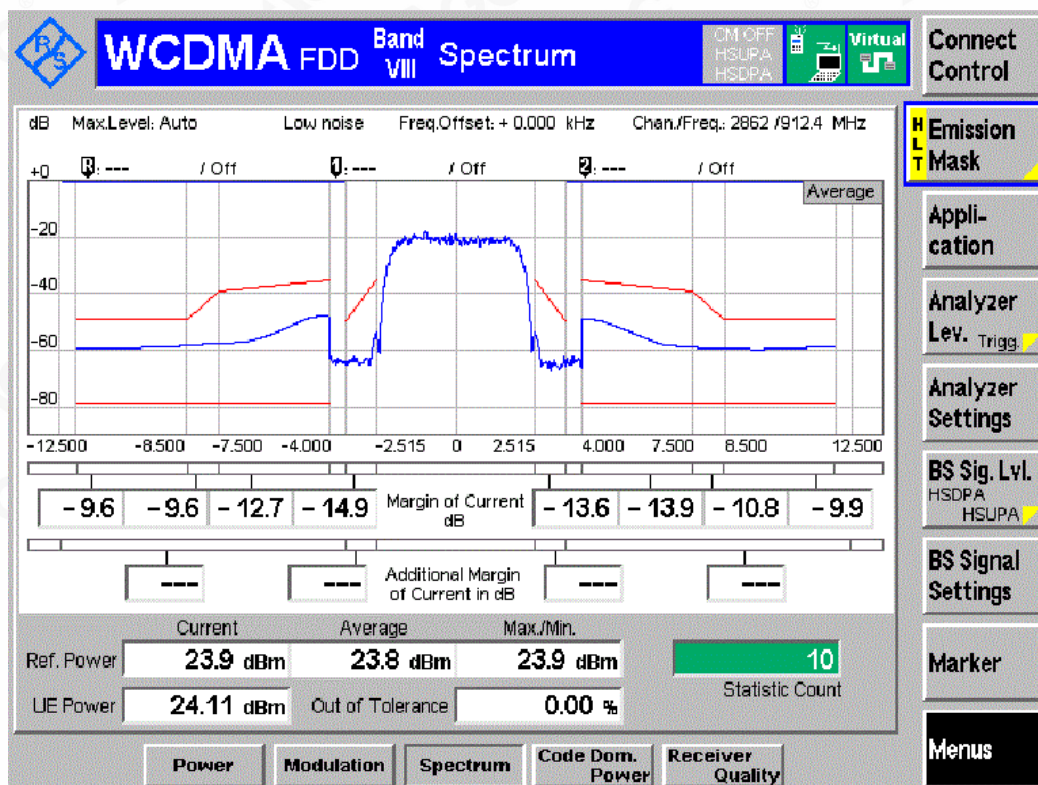 R&S WCDMA FDD Band VIII Spectrum CM OFF HSUPA HSDPA Virtual
Connect Control
dB Max.Level: Auto Low noise Freq.Offset: + 0.000 kHz Chan./Freq.: 2862 /912.4 MHz
HLT Emission Mask
R: --- / Off 1: --- / Off 2: --- / Off
Average
+0
-20
-40
-60
-80
-12.500 -8.500 -7.500 -4.000 -2.515 0 2.515 4.000 7.500 8.500 12.500
Appli-
cation
Analyzer
Lev. Trigg.
Analyzer
Settings
- 9.6 - 9.6 - 12.7 - 14.9 Margin of Current dB - 13.6 - 13.9 - 10.8 - 9.9
BS Sig. Lvl.
HSDPA
HSUPA
--- --- Additional Margin of Current in dB --- ---
BS Signal
Settings
Current Average Max./Min.
Ref. Power 23.9 dBm 23.8 dBm 23.9 dBm 10
Statistic Count
UE Power 24.11 dBm Out of Tolerance 0.00 %
Marker
Menus
Power Modulation Spectrum Code Dom. Power Receiver Quality